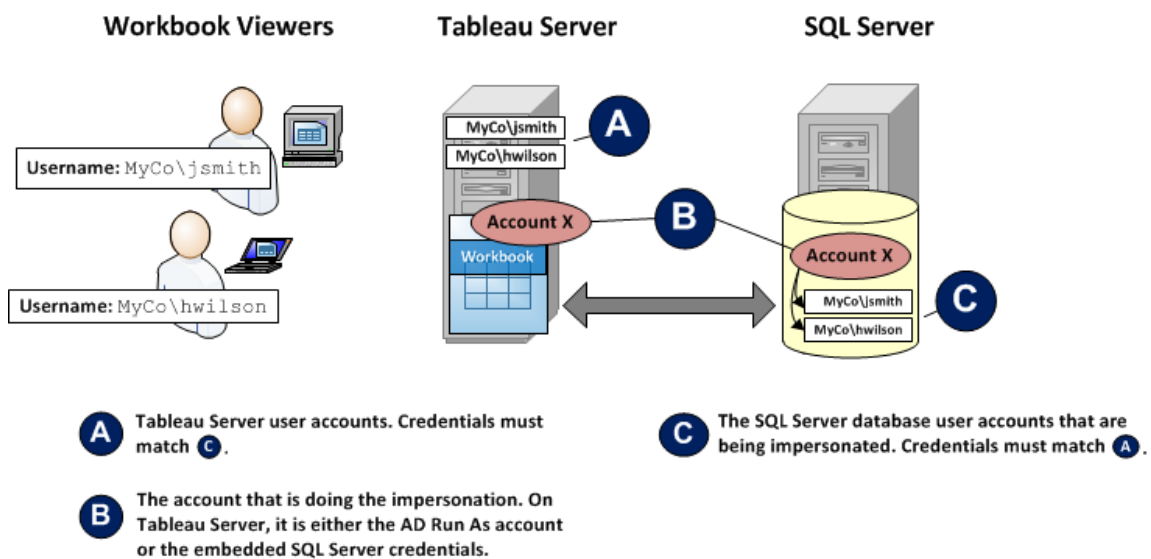 Workbook Viewers
Tableau Server
SQL Server
Username: MyCo\jsmith
Username: MyCo\hwilson
MyCo\jsmith
MyCo\hwilson
A
Account X
Workbook
B
Account X
MyCo\jsmith
MyCo\hwilson
C
A
Tableau Server user accounts. Credentials must
match C .
B
The account that is doing the impersonation. On
Tableau Server, it is either the AD Run As account
or the embedded SQL Server credentials.
C
The SQL Server database user accounts that are
being impersonated. Credentials must match A .